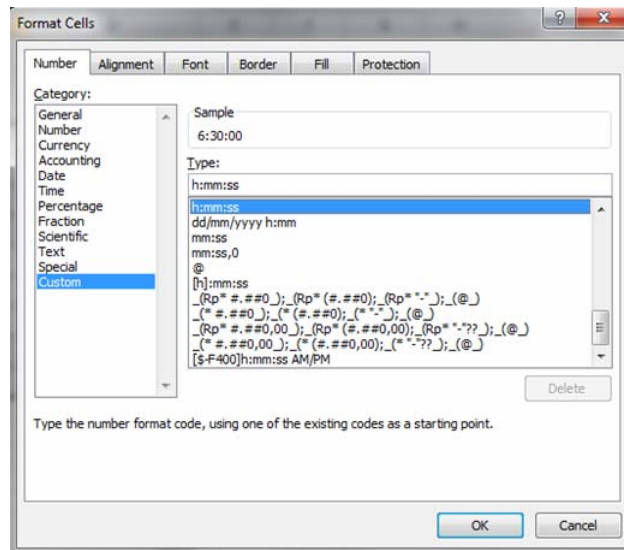 Format Cells
Number Alignment Font Border Fill Protection
Category:
General
Number
Currency
Accounting
Date
Time
Percentage
Fraction
Scientific
Text
Special
Custom
Sample
6:30:00
Type:
h:mm:ss
h:mm:ss
dd/mm/yyyy h:mm
mm:ss
mm:ss,0
@
[h]:mm:ss
_(Rp* #.##0_);_(Rp* (#.##0);_(Rp* "-"_);_(@_)
_(* #.##0_);_(* (#.##0);_(* "-"_);_(@_)
_(Rp* #.##0,00_);_(Rp* (#.##0,00);_(Rp* "-"??_);_(@_)
_(* #.##0,00_);_(* (#.##0,00);_(* "-"??_);_(@_)
[$-F400]h:mm:ss AM/PM
Delete
Type the number format code, using one of the existing codes as a starting point.
OK Cancel